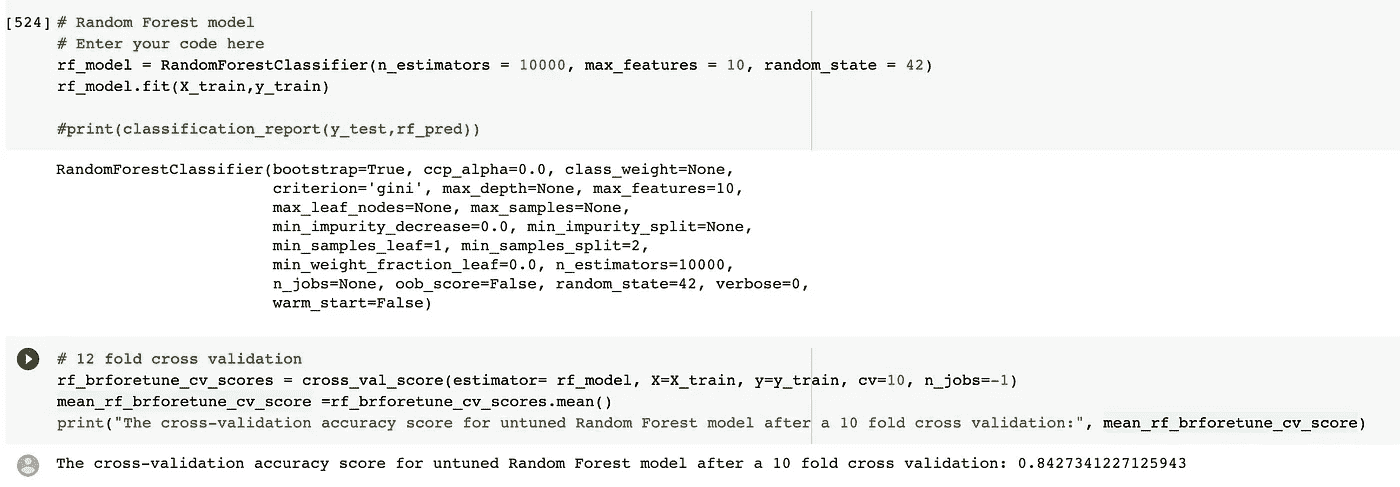 [524] # Random Forest model
# Enter your code here
rf_model = RandomForestClassifier(n_estimators = 10000, max_features = 10, random_state = 42)
rf_model.fit(X_train,y_train)
#print(classification_report(y_test,rf_pred))
RandomForestClassifier(bootstrap=True, ccp_alpha=0.0, class_weight=None,
criterion='gini', max_depth=None, max_features=10,
max_leaf_nodes=None, max_samples=None,
min_impurity_decrease=0.0, min_impurity_split=None,
min_samples_leaf=1, min_samples_split=2,
min_weight_fraction_leaf=0.0, n_estimators=10000,
n_jobs=None, oob_score=False, random_state=42, verbose=0,
warm_start=False)
# 12 fold cross validation
rf_brforetune_cv_scores = cross_val_score(estimator= rf_model, X=X_train, y=y_train, cv=10, n_jobs=-1)
mean_rf_brforetune_cv_score =rf_brforetune_cv_scores.mean()
print("The cross-validation accuracy score for untuned Random Forest model after a 10 fold cross validation:", mean_rf_brforetune_cv_score)
The cross-validation accuracy score for untuned Random Forest model after a 10 fold cross validation: 0.8427341227125943